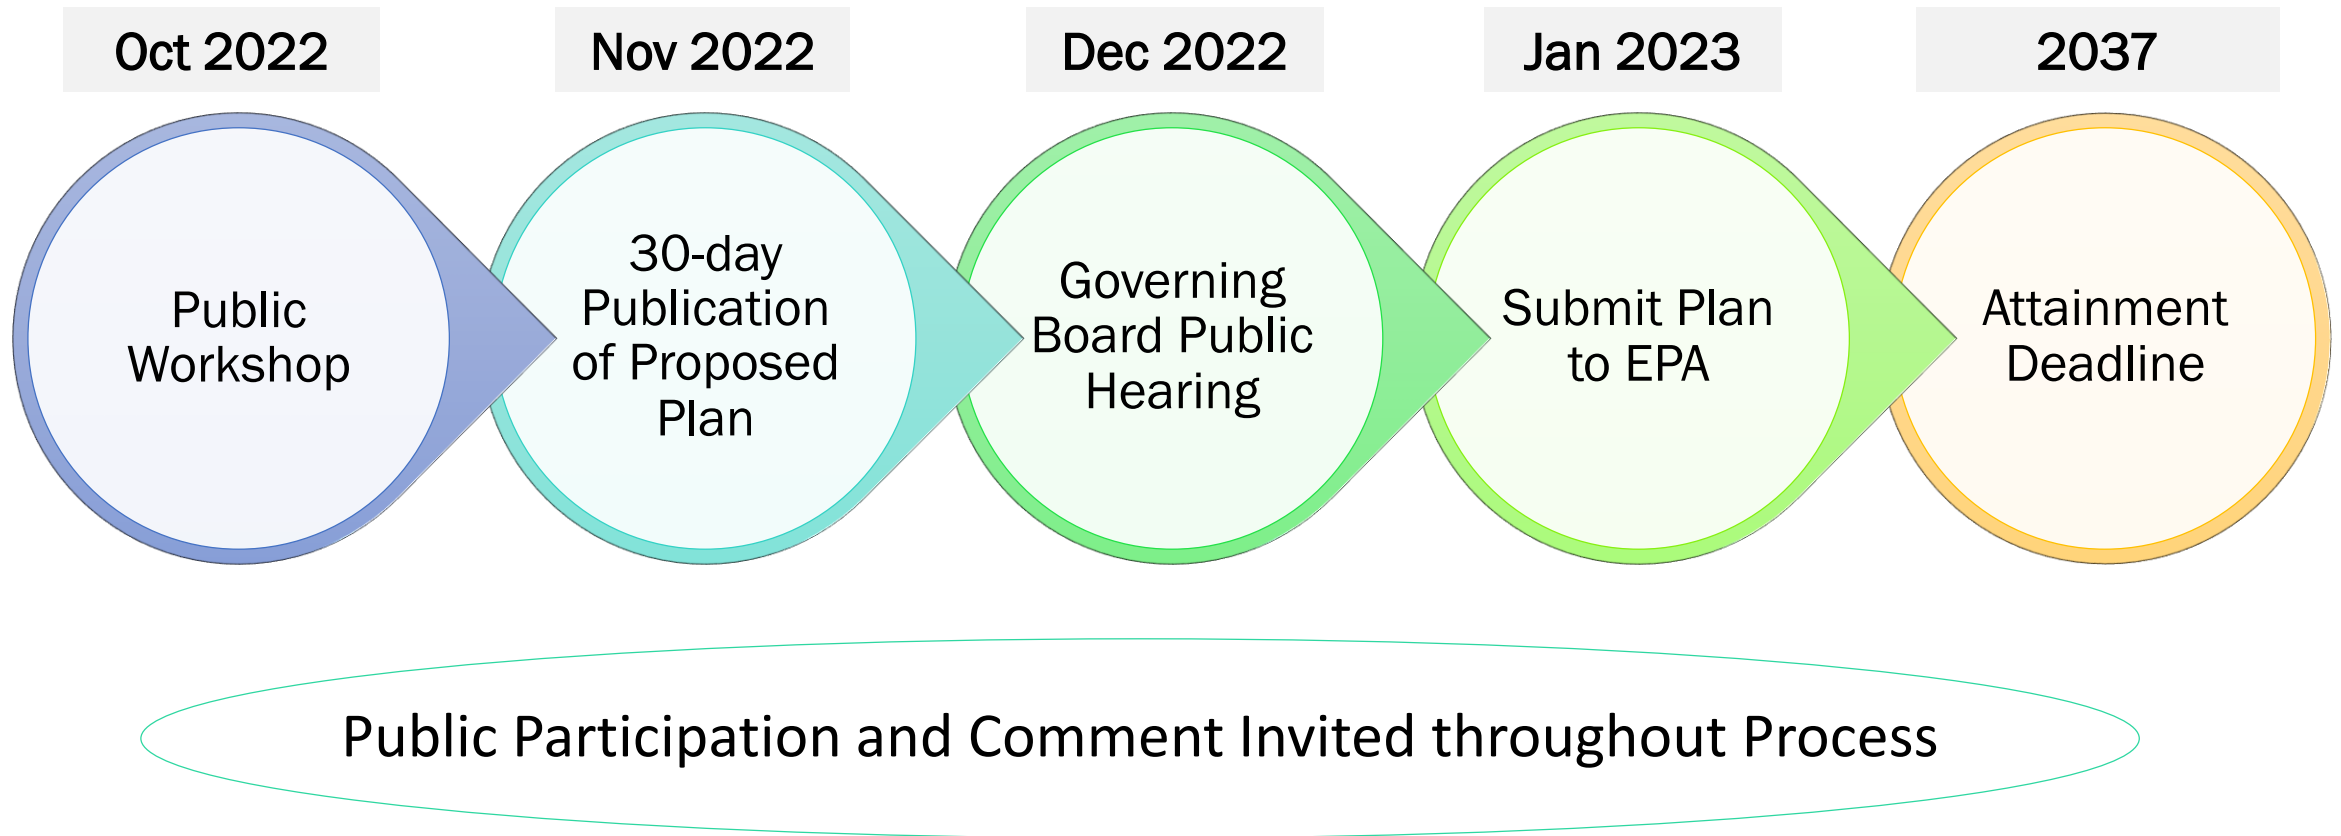 Oct 2022
Nov 2022
Dec 2022
Jan 2023
2037
Public
Workshop
30-day
Publication
of Proposed
Plan
Governing
Board Public
Hearing
Submit Plan
to EPA
Attainment
Deadline
Public Participation and Comment Invited throughout Process